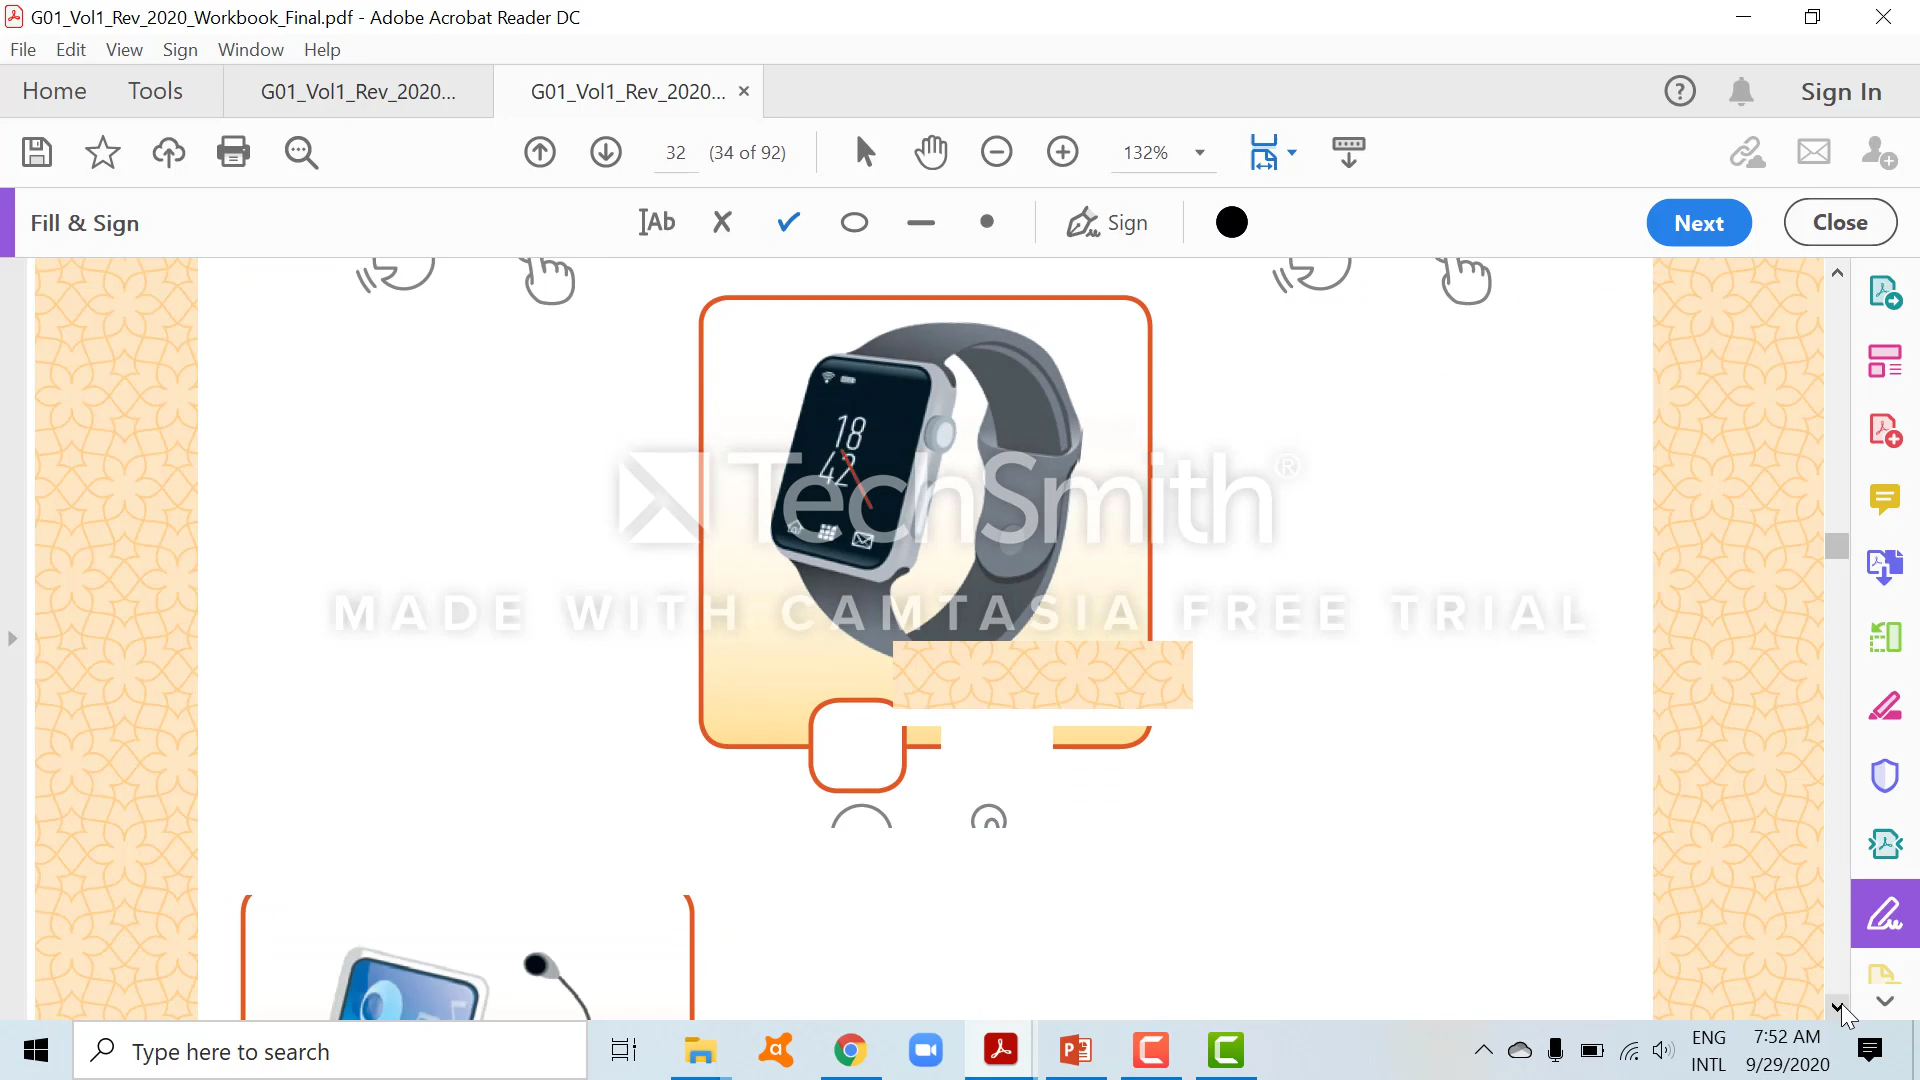 G01_Vol1_Rev_2020_Workbook_Final.pdf - Adobe Acrobat Reader DC
File Edit View Sign Window Help
Home Tools G01_Vol1_Rev_2020... G01_Vol1_Rev_2020... × ? Sign In
32 (34 of 92) 132%
Fill & Sign Ab Sign Next Close
18
42
TechSmith®
MADE WITH CAMTASIA FREE TRIAL
Type here to search
ENG 7:52 AM
INTL 9/29/2020